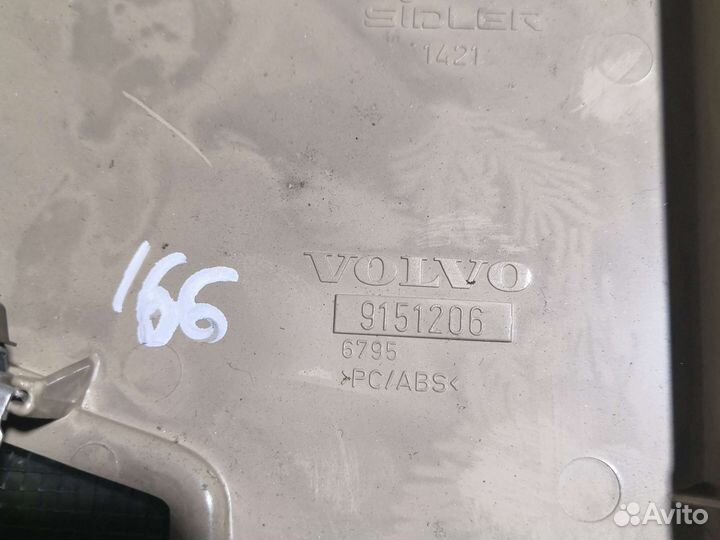 SIDLER
1421
VOLVO
166
9151206
6795
>PC/ABS<
Avito